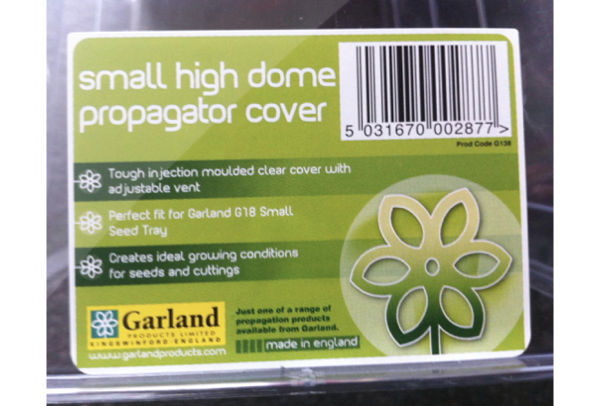 small high dome
propagator cover
5 031670 002877 >
Prod Code G138
Tough injection moulded clear cover with
adjustable vent
Perfect fit for Garland G18 Small
Seed Tray
Creates ideal growing conditions
for seeds and cuttings
Garland
PRODUCTS LIMITED
KINGSWINFORD ENGLAND
www.garlandproducts.com
Just one of a range of
propagation products
available from Garland.
made in england